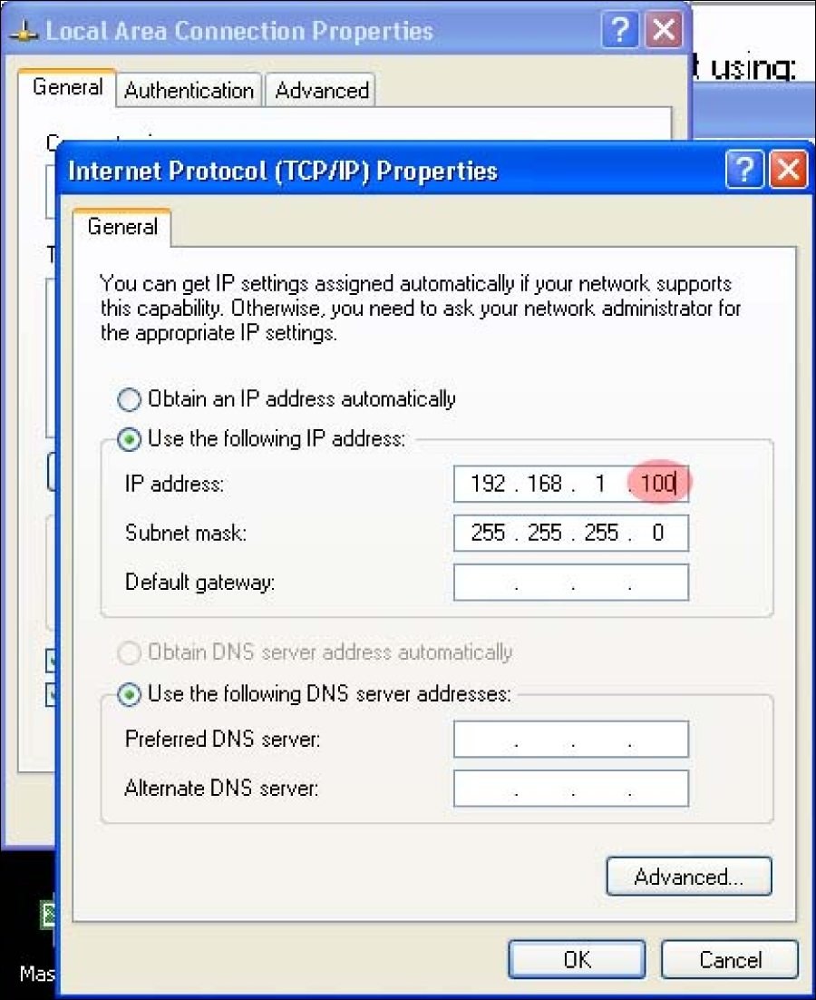 Local Area Connection Properties
t using:
General Authentication Advanced
Internet Protocol (TCP/IP) Properties
General
You can get IP settings assigned automatically if your network supports
this capability. Otherwise, you need to ask your network administrator for
the appropriate IP settings.
Obtain an IP address automatically
Use the following IP address:
IP address: 192 . 168 . 1 . 100
Subnet mask: 255 . 255 . 255 . 0
Default gateway: . . .
Obtain DNS server address automatically
Use the following DNS server addresses:
Preferred DNS server: . . .
Alternate DNS server: . . .
Advanced...
Mas
OK Cancel